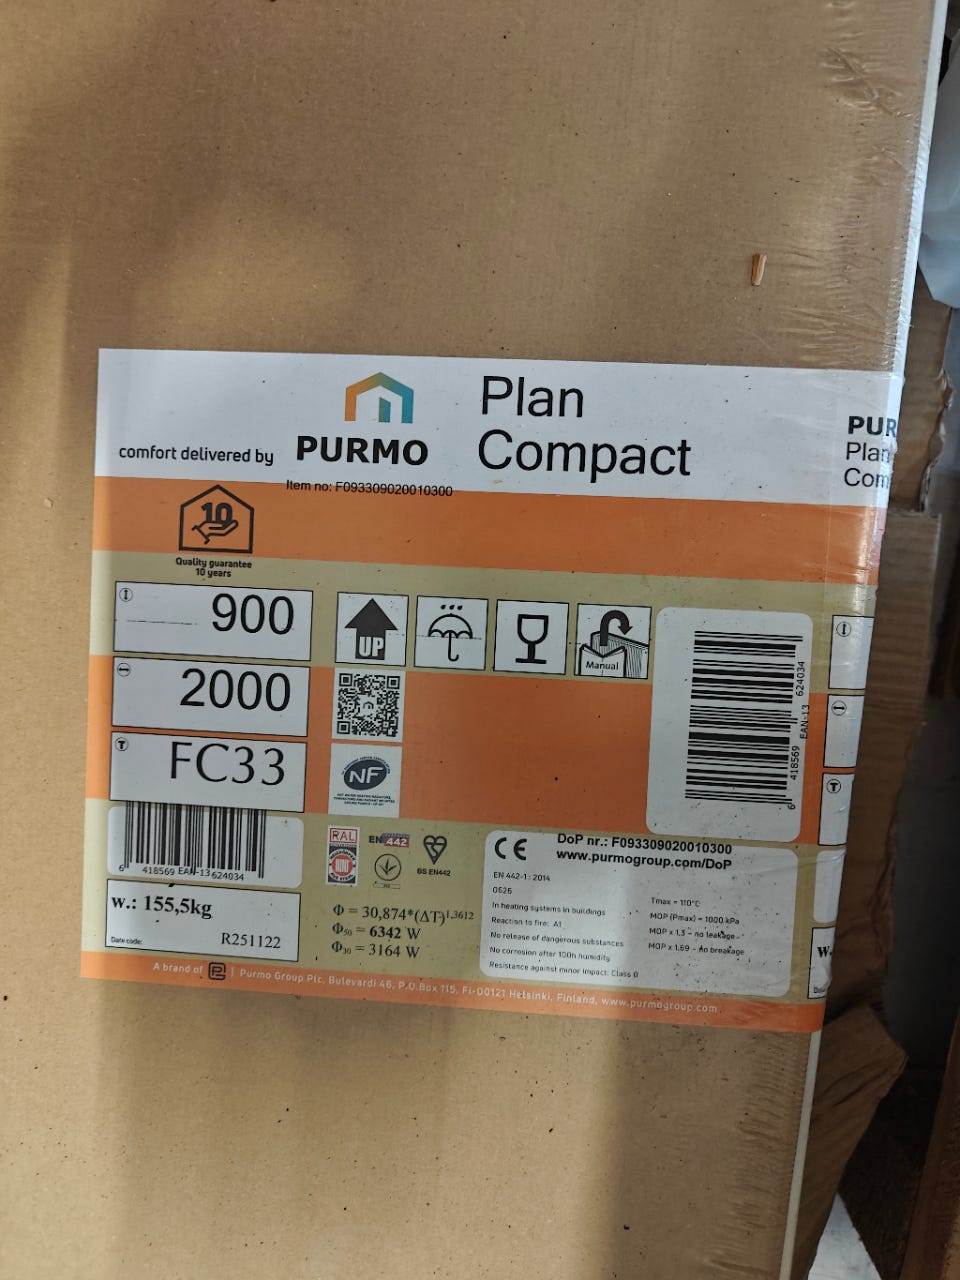 Plan
Compact
comfort delivered by PURMO
Item no: F093309020010300
PUR
Plan
Com
10
Quality guarantee
10 years
900
2000
T FC33
UP
Manual
NF
6 418569 EAN-13 624034
6 418569 EAN-13 624034
T
w.: 155,5kg
Date code: R251122
RAL
EN 442
BS EN442
Φ = 30,874*(ΔT)1,3612
Φ50 = 6342 W
Φ30 = 3164 W
CE
DoP nr.: F093309020010300
www.purmogroup.com/DoP
EN 442-1: 2014
0626
In heating systems in buildings
Reaction to fire: A1
No release of dangerous substances
No corrosion after 100h humidity
Resistance against minor impact: Class 0
Tmax = 110°C
MOP (Pmax) = 1000 kPa
MOP x 1,3 - no leakage
MOP x 1,69 - no breakage
w.
A brand of PG | Purmo Group Plc, Bulevardi 46, P.O.Box 115, FI-00121 Helsinki, Finland, www.purmogroup.com